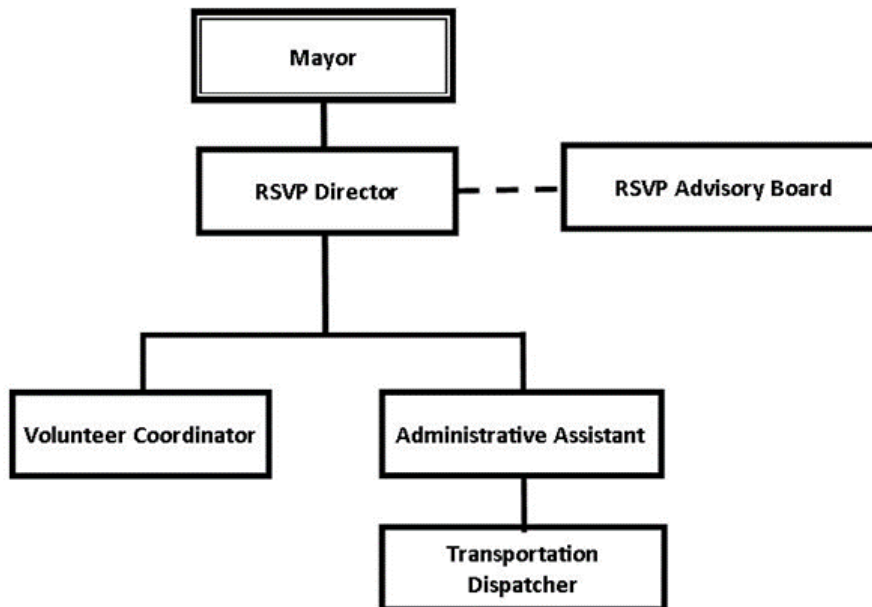 Mayor
RSVP Director
RSVP Advisory Board
Volunteer Coordinator
Administrative Assistant
Transportation
Dispatcher